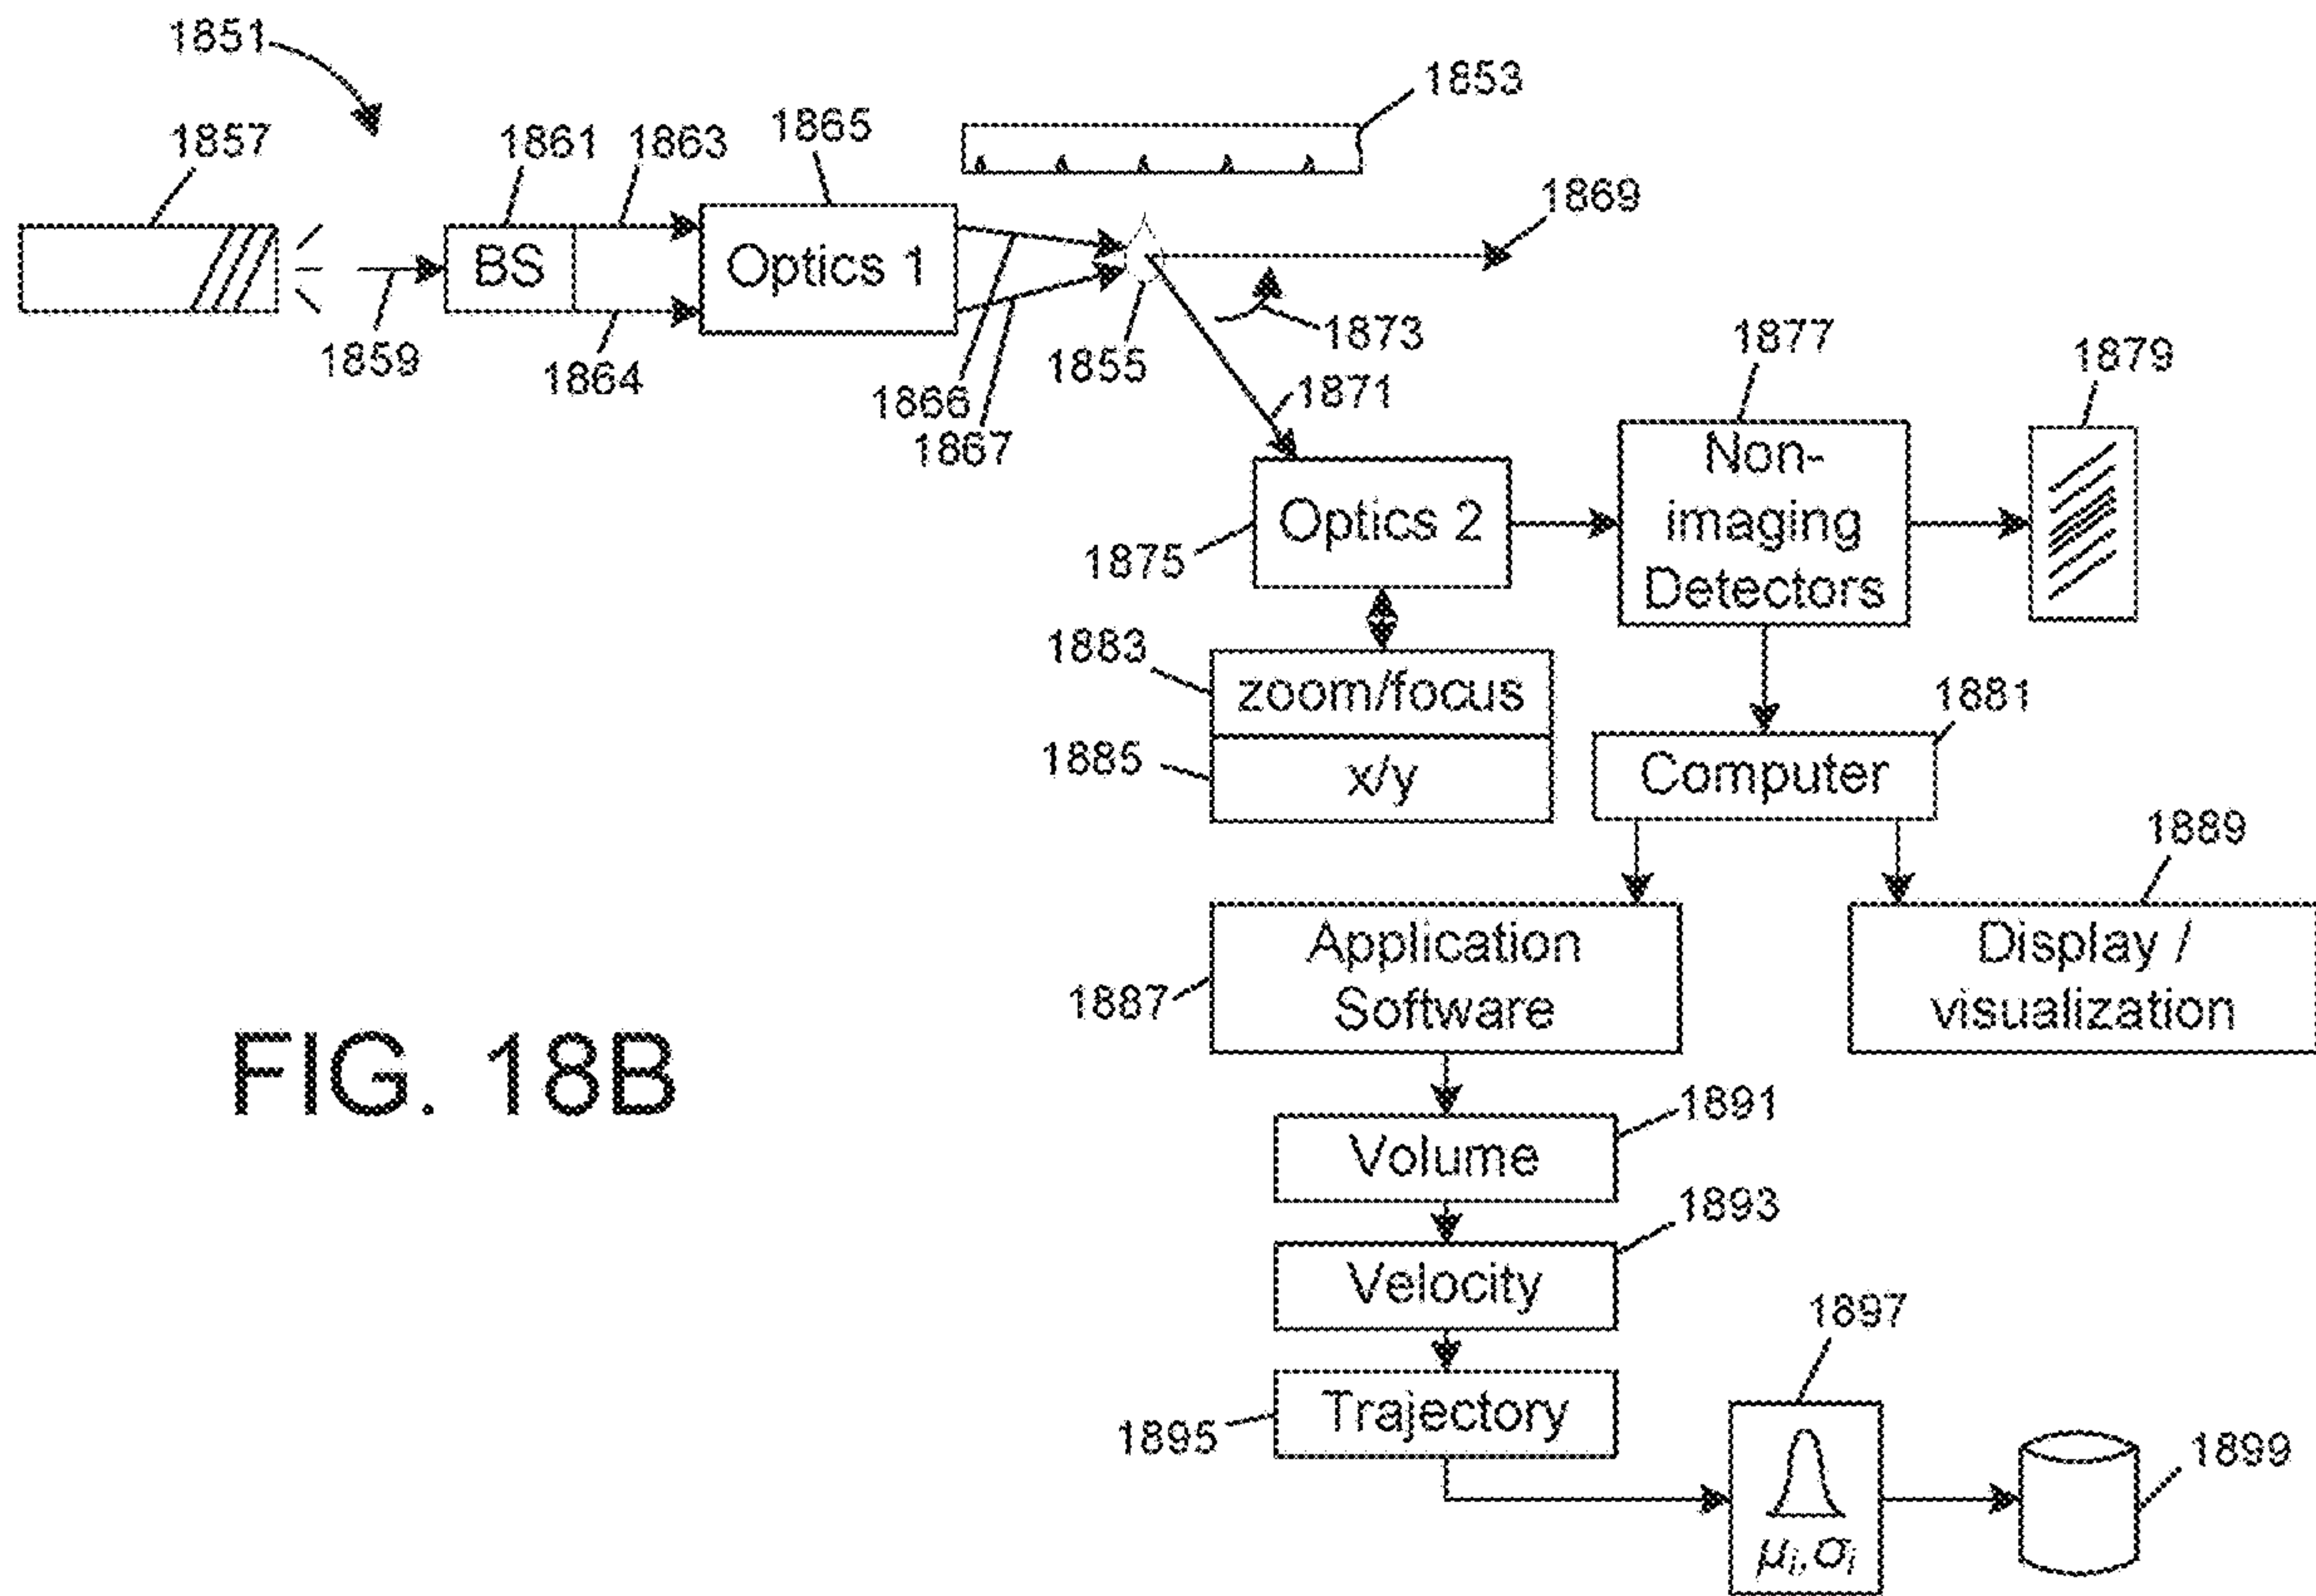 1851
1853
1857
1861
1863
1865
1869
BS
Optics 1
1859
1864
1866
1867
1855
1873
1871
1877
1879
Non-
imaging
Detectors
Optics 2
1875
1883
zoom/focus
1881
1885
x/y
Computer
1889
Application
Software
Display /
visualization
1887
FIG. 18B
1891
Volume
1893
Velocity
1897
Trajectory
1895
1899
μi,σi